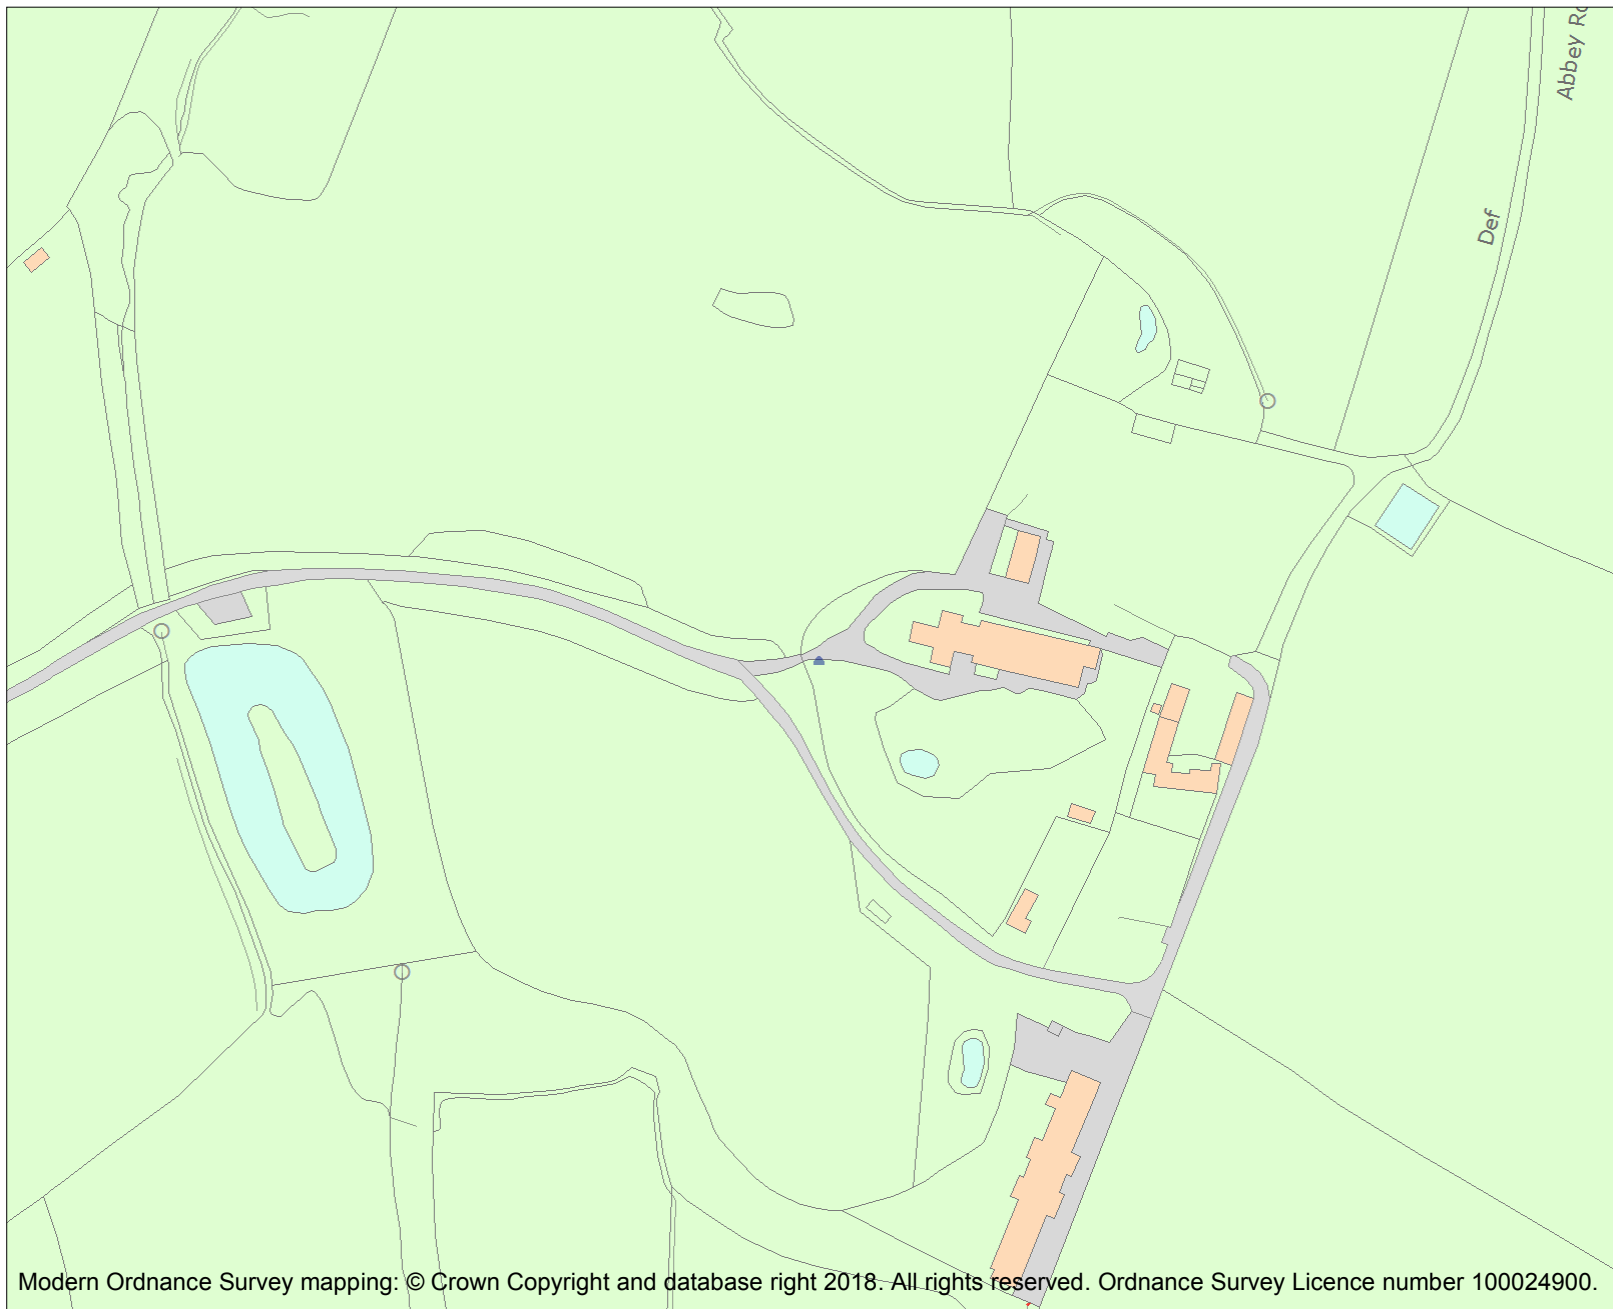 Abbey
Def
Modern Ordnance Survey mapping: © Crown Copyright and database right 2018. All rights reserved. Ordnance Survey Licence number 100024900.